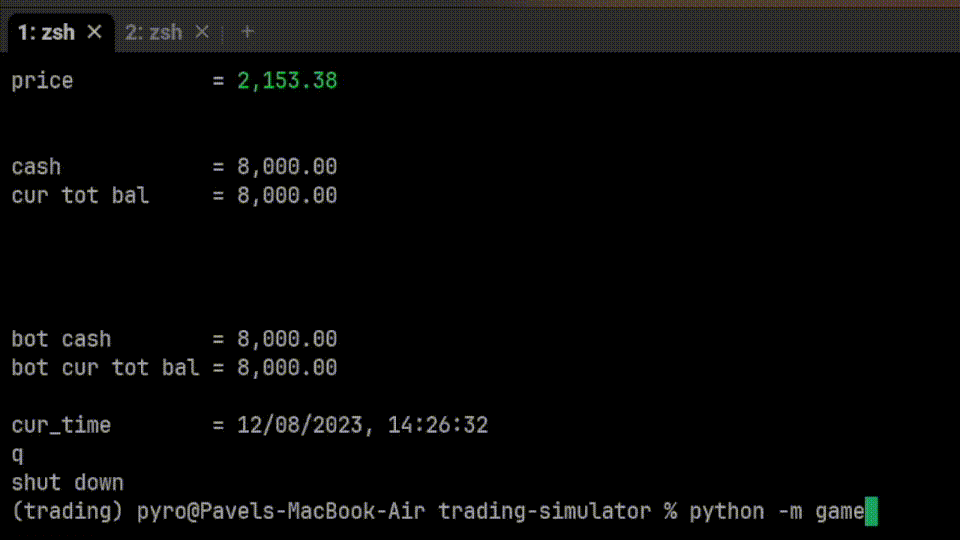 1: zsh × 2: zsh × +
price = 2,153.38
cash = 8,000.00
cur tot bal = 8,000.00
bot cash = 8,000.00
bot cur tot bal = 8,000.00
cur_time = 12/08/2023, 14:26:32
q
shut down
(trading) pyro@Pavels-MacBook-Air trading-simulator % python -m game